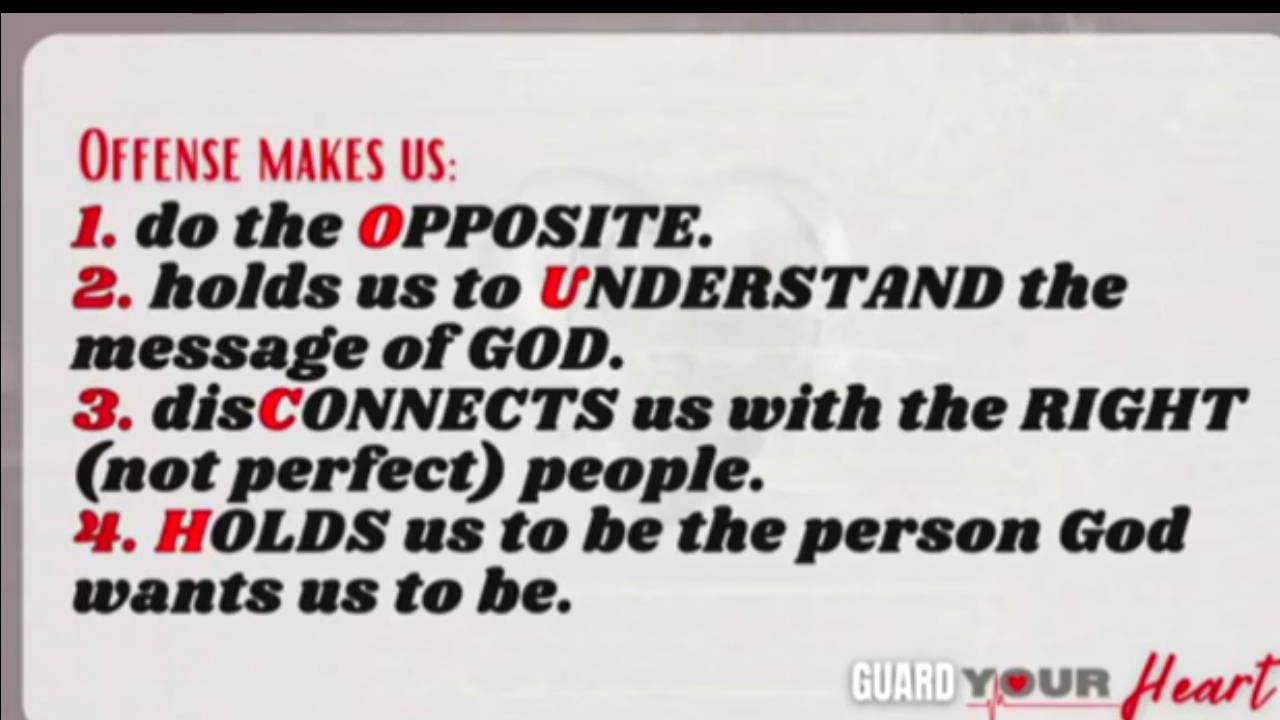 OFFENSE MAKES US:
1. do the OPPOSITE.
2. holds us to UNDERSTAND the
message of GOD.
3. disCONNECTS us with the RIGHT
(not perfect) people.
4. HOLDS us to be the person God
wants us to be.
GUARD YOUR Heart